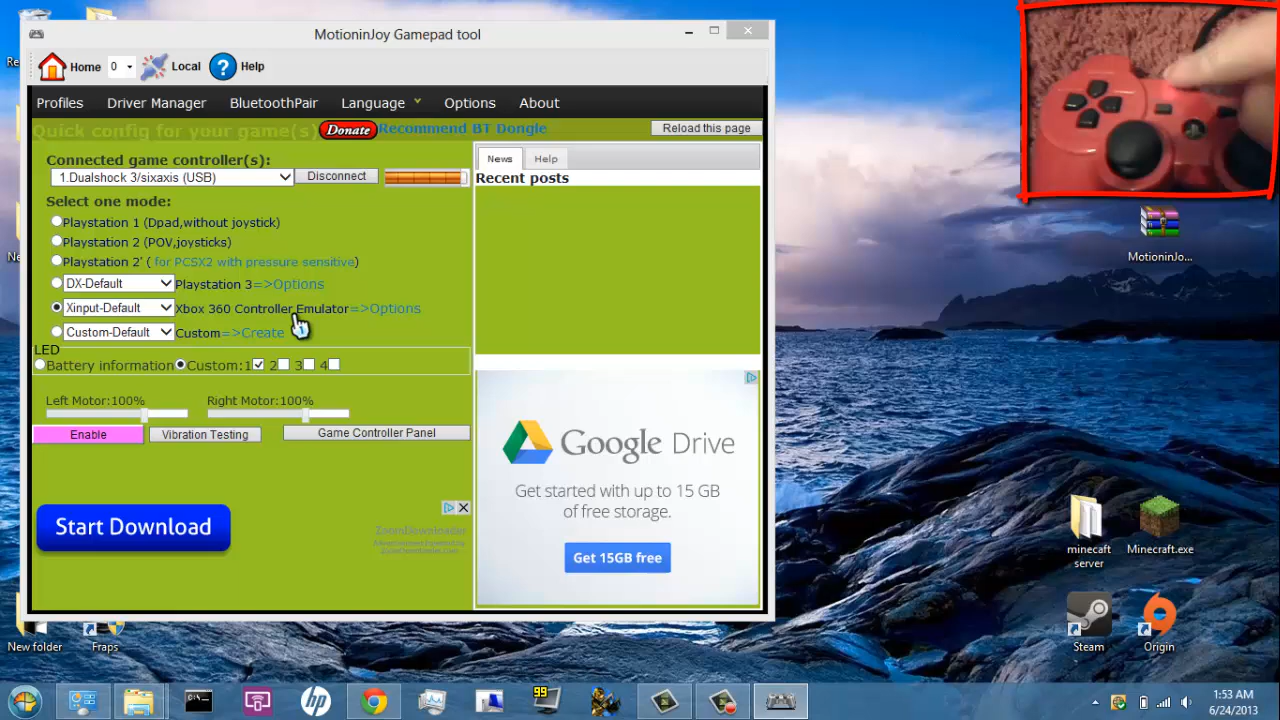 MotioninJoy Gamepad tool
Home 0 Local Help
Profiles Driver Manager BluetoothPair Language Options About
Quick config for your game(s) Donate Recommend BT Dongle Reload this page
Connected game controller(s):
1.Dualshock 3/sixaxis (USB) Disconnect
Select one mode:
Playstation 1 (Dpad,without joystick)
Playstation 2 (POV,joysticks)
Playstation 2' ( for PCSX2 with pressure sensitive)
DX-Default Playstation 3=>Options
Xinput-Default Xbox 360 Controller Emulator=>Options
Custom-Default Custom=>Create
LED
Battery information Custom:1 2 3 4
Left Motor:100% Right Motor:100%
Enable Vibration Testing Game Controller Panel
Start Download
ZoomDownloader
News Help
Recent posts
Google Drive
Get started with up to 15 GB
of free storage.
Get 15GB free
MotioninJo...
minecaft
server
Minecraft.exe
Steam
Origin
New folder
Fraps
hp
99
1:53 AM
6/24/2013